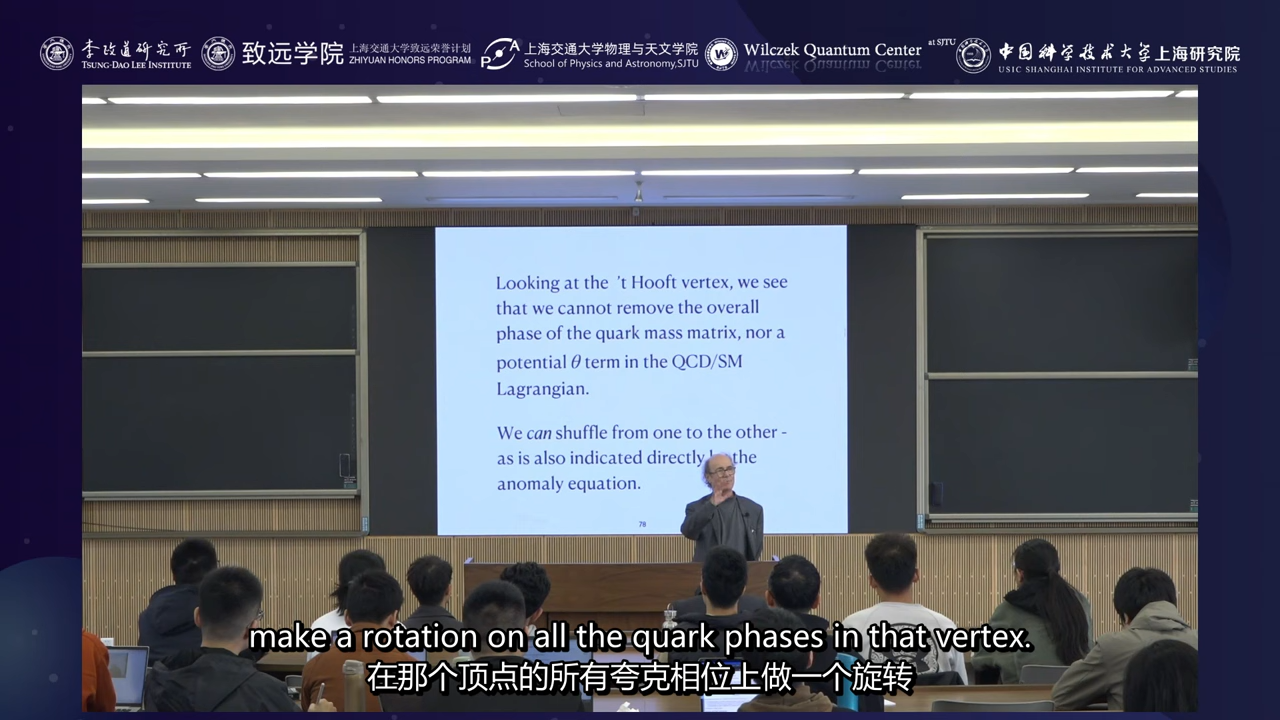 李政道研究所
TSUNG-DAO LEE INSTITUTE
致远学院
上海交通大学致远荣誉计划
ZHIYUAN HONORS PROGRAM
上海交通大学物理与天文学院
School of Physics and Astronomy,SJTU
Wilczek Quantum Center
at SJTU
中国科学技术大学上海研究院
USTC SHANGHAI INSTITUTE FOR ADVANCED STUDIES
Looking at the 't Hooft vertex, we see
that we cannot remove the overall
phase of the quark mass matrix, nor a
potential θ term in the QCD/SM
Lagrangian.
We can shuffle from one to the other -
as is also indicated directly the
anomaly equation.
78
make a rotation on all the quark phases in that vertex.
在那个顶点的所有夸克相位上做一个旋转